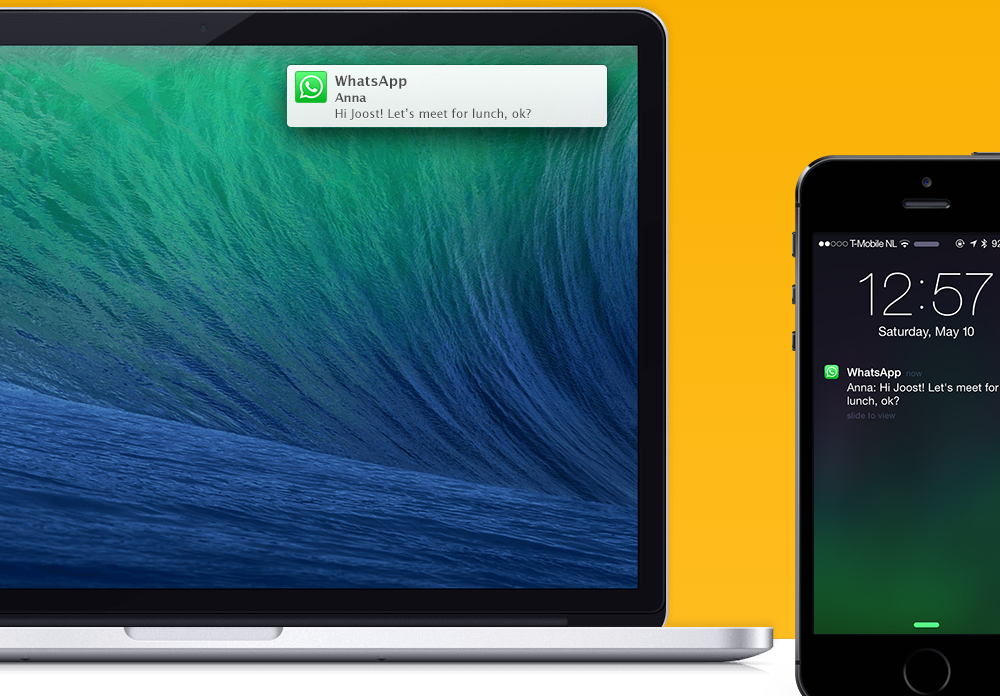 WhatsApp
Anna
Hi Joost! Let's meet for lunch, ok?
T-Mobile NL
92
12:57
Saturday, May 10
WhatsApp now
Anna: Hi Joost! Let's meet for
lunch, ok?
slide to view